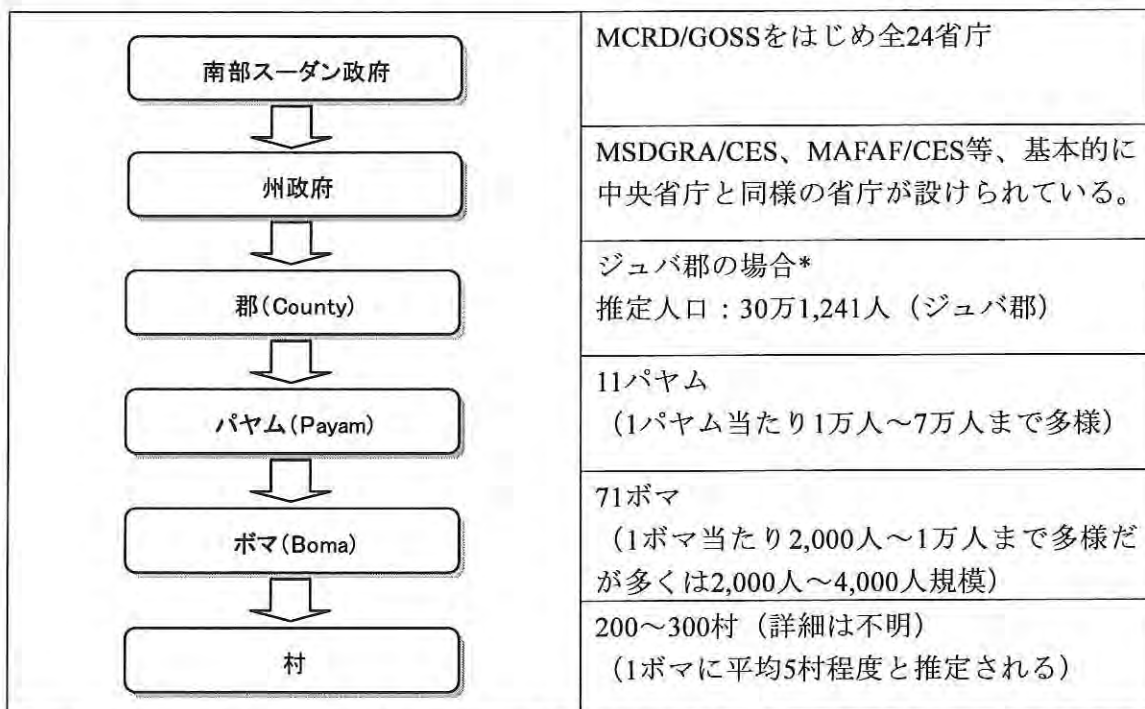 南部スーダン政府
MCRD/GOSSをはじめ全24省庁
州政府
MSDGRA/CES、MAFAF/CES等、基本的に
中央省庁と同様の省庁が設けられている。
郡(County)
ジュバ郡の場合*
推定人口：30万1,241人（ジュバ郡）
パヤム(Payam)
11パヤム
（1パヤム当たり1万人～7万人まで多様）
ボマ(Boma)
71ボマ
（1ボマ当たり2,000人～1万人まで多様だ
が多くは2,000人～4,000人規模）
村
200～300村（詳細は不明）
（1ボマに平均5村程度と推定される）